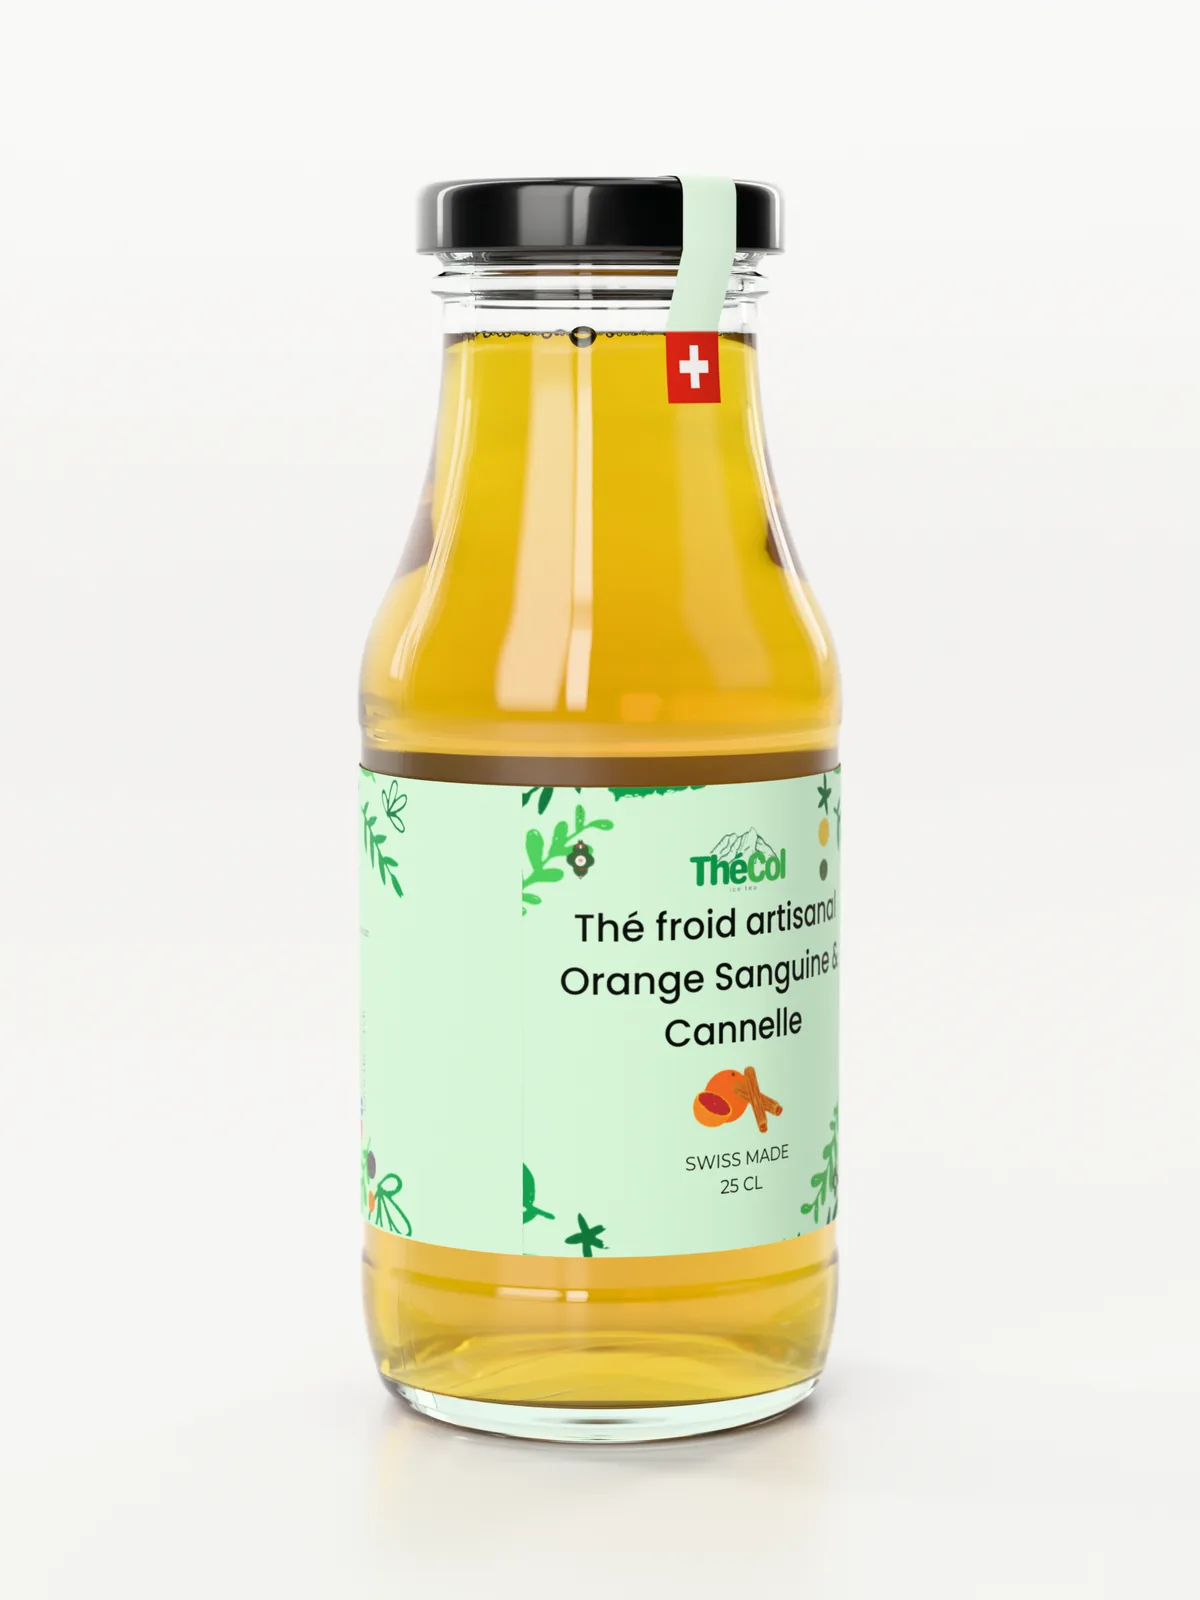 ThéCol
ice tea
Thé froid artisanal
Orange Sanguine &
Cannelle
SWISS MADE
25 CL